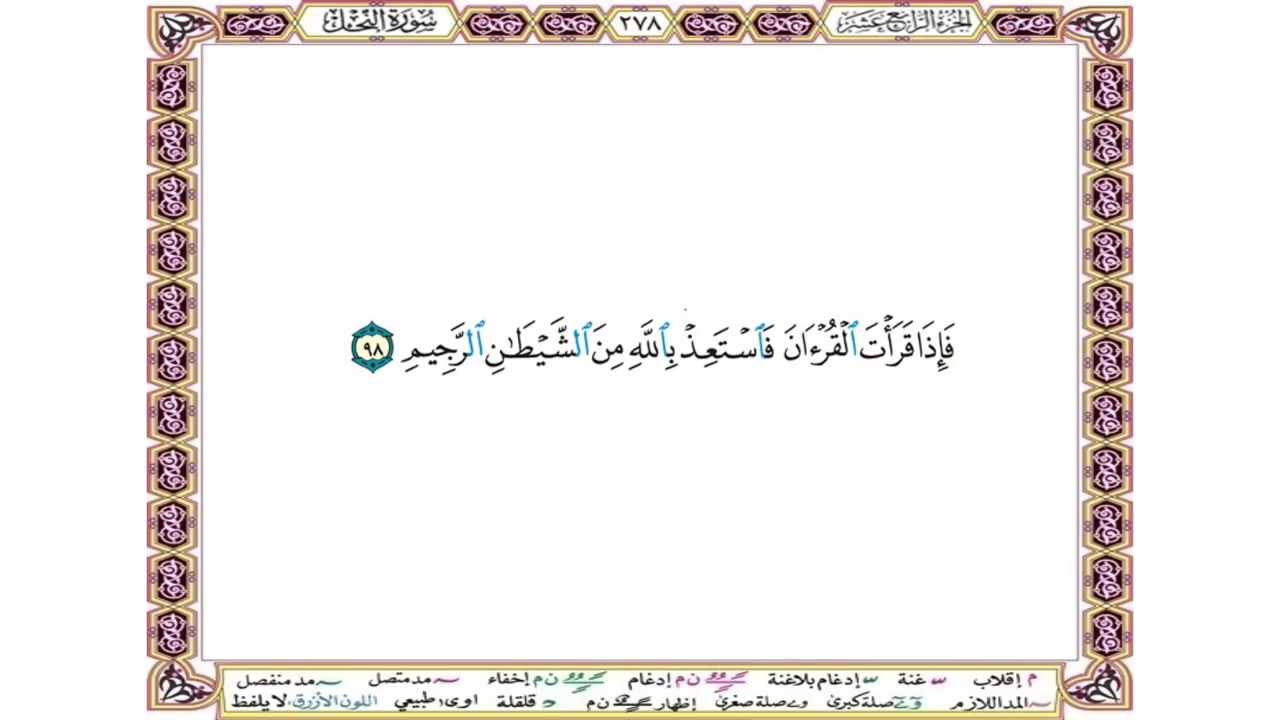 الجزء الرابع عشر ٢٧٨ سورة النحل
فَإِذَا قَرَأْتَ ٱلْقُرْءَانَ فَٱسْتَعِذْ بِٱللَّهِ مِنَ ٱلشَّيْطَٰنِ ٱلرَّجِيمِ ٩٨
م إقلاب غنة إدغام بلاغنة ن م إدغام ن م إخفاء مد متصل مد منفصل
المد اللازم صلة كبرى صلة صغرى إظهار ن م قلقلة اوى طبيعي اللون الأزرق: لا يلفظ